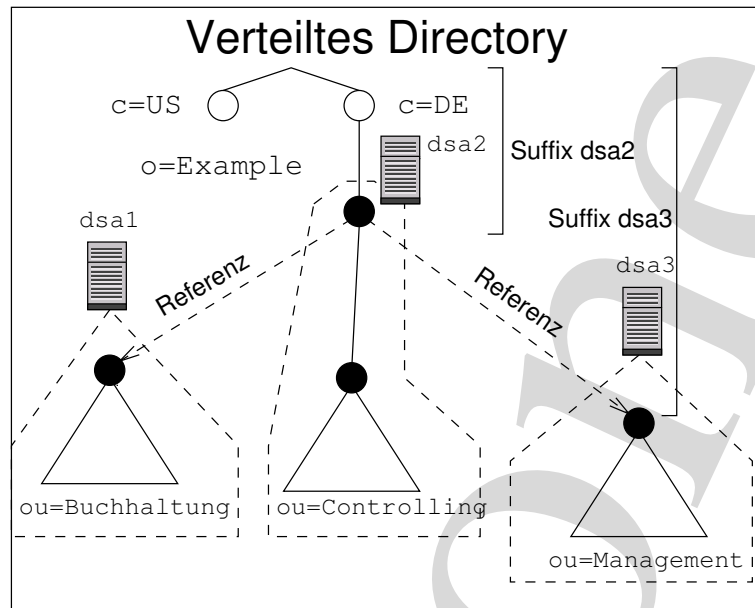 Verteiltes Directory
c=US
c=DE
dsa2
Suffix dsa2
o=Example
Suffix dsa3
dsa1
dsa3
Referenz
Referenz
ou=Buchhaltung
ou=Controlling
ou=Management